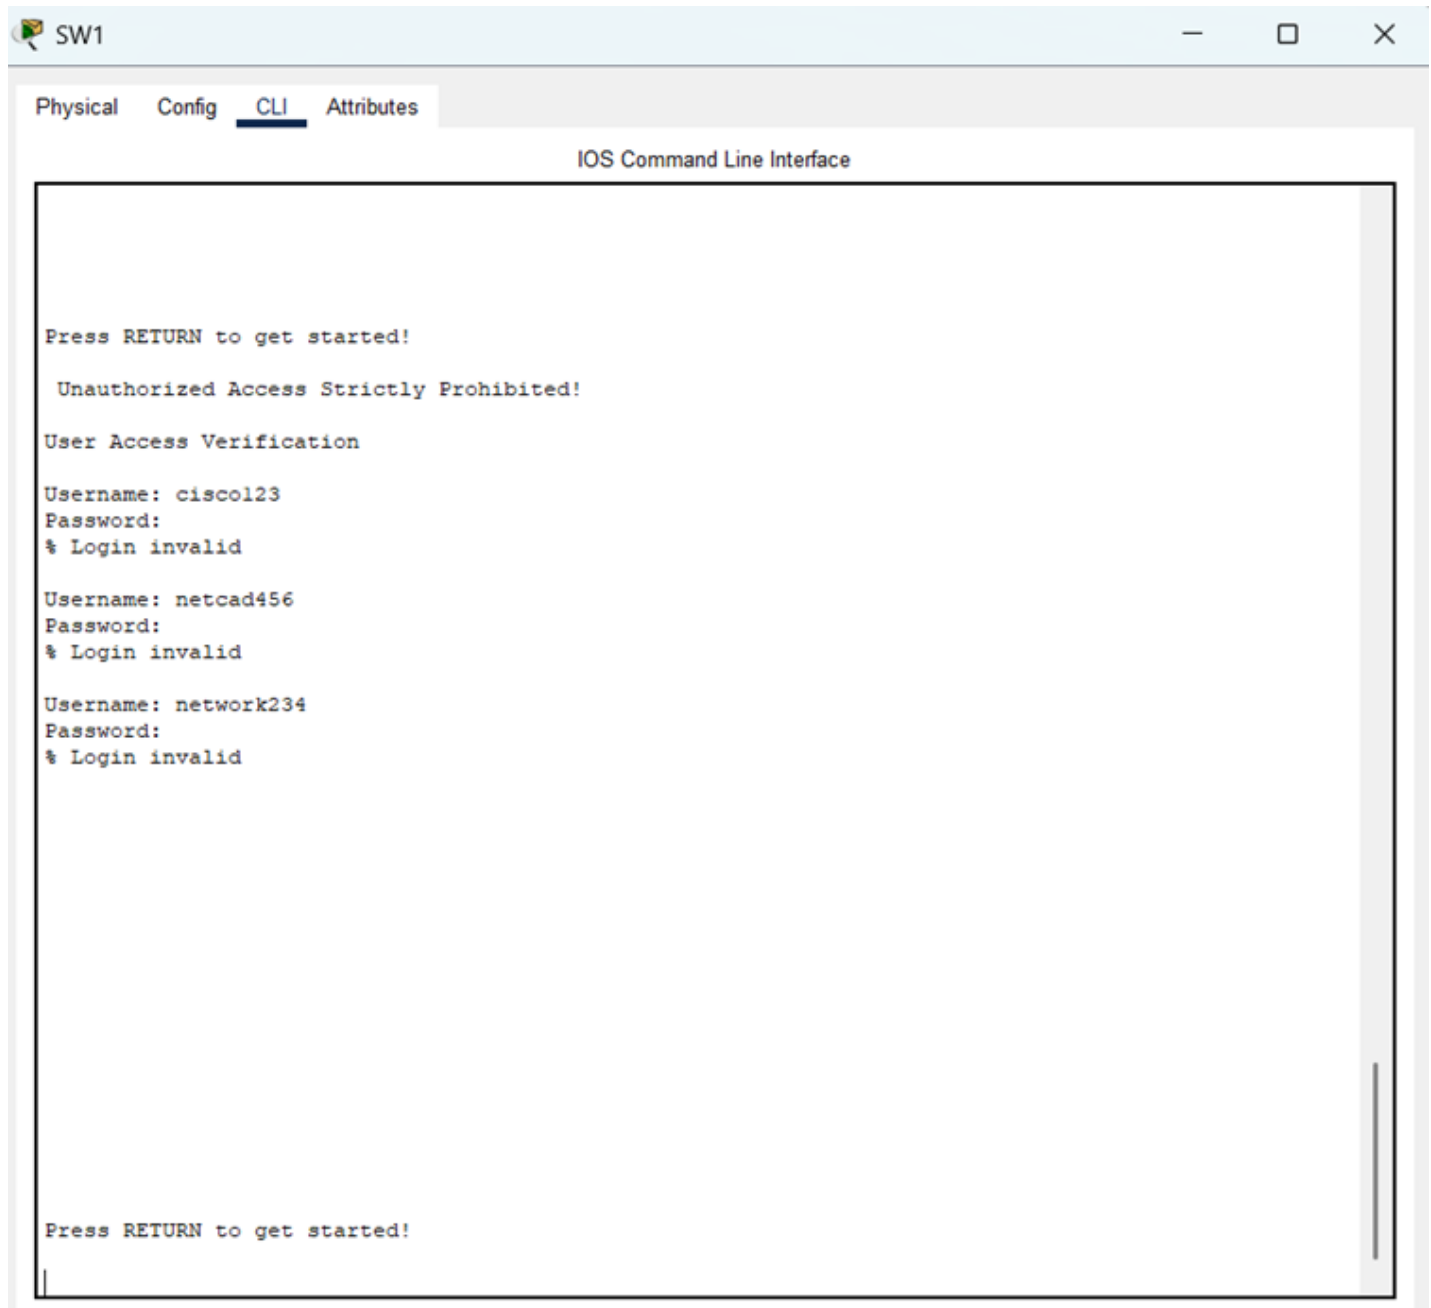 SW1
Physical Config CLI Attributes
IOS Command Line Interface
Press RETURN to get started!
Unauthorized Access Strictly Prohibited!
User Access Verification
Username: cisco123
Password:
% Login invalid
Username: netcad456
Password:
% Login invalid
Username: network234
Password:
% Login invalid
Press RETURN to get started!